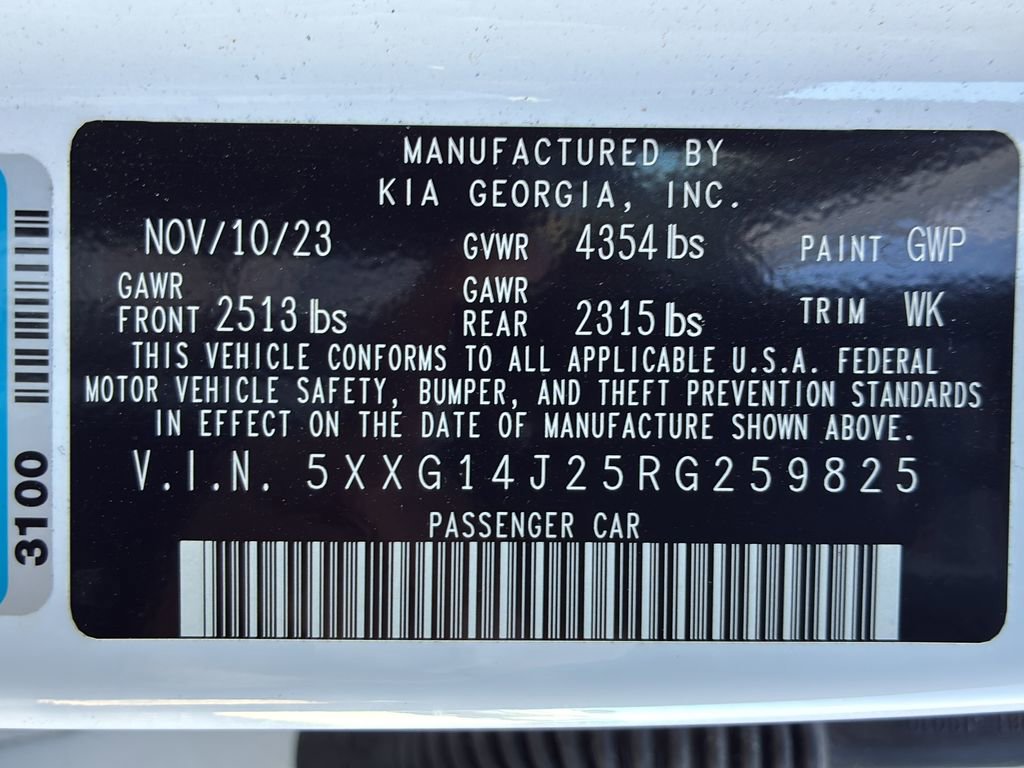 MANUFACTURED BY
KIA GEORGIA, INC.
NOV/10/23 GVWR 4354 lbs PAINT GWP
GAWR FRONT 2513 lbs GAWR REAR 2315 lbs TRIM WK
THIS VEHICLE CONFORMS TO ALL APPLICABLE U.S.A. FEDERAL
MOTOR VEHICLE SAFETY, BUMPER, AND THEFT PREVENTION STANDARDS
IN EFFECT ON THE DATE OF MANUFACTURE SHOWN ABOVE.
V.I.N. 5XXG14J25RG259825
PASSENGER CAR
3100